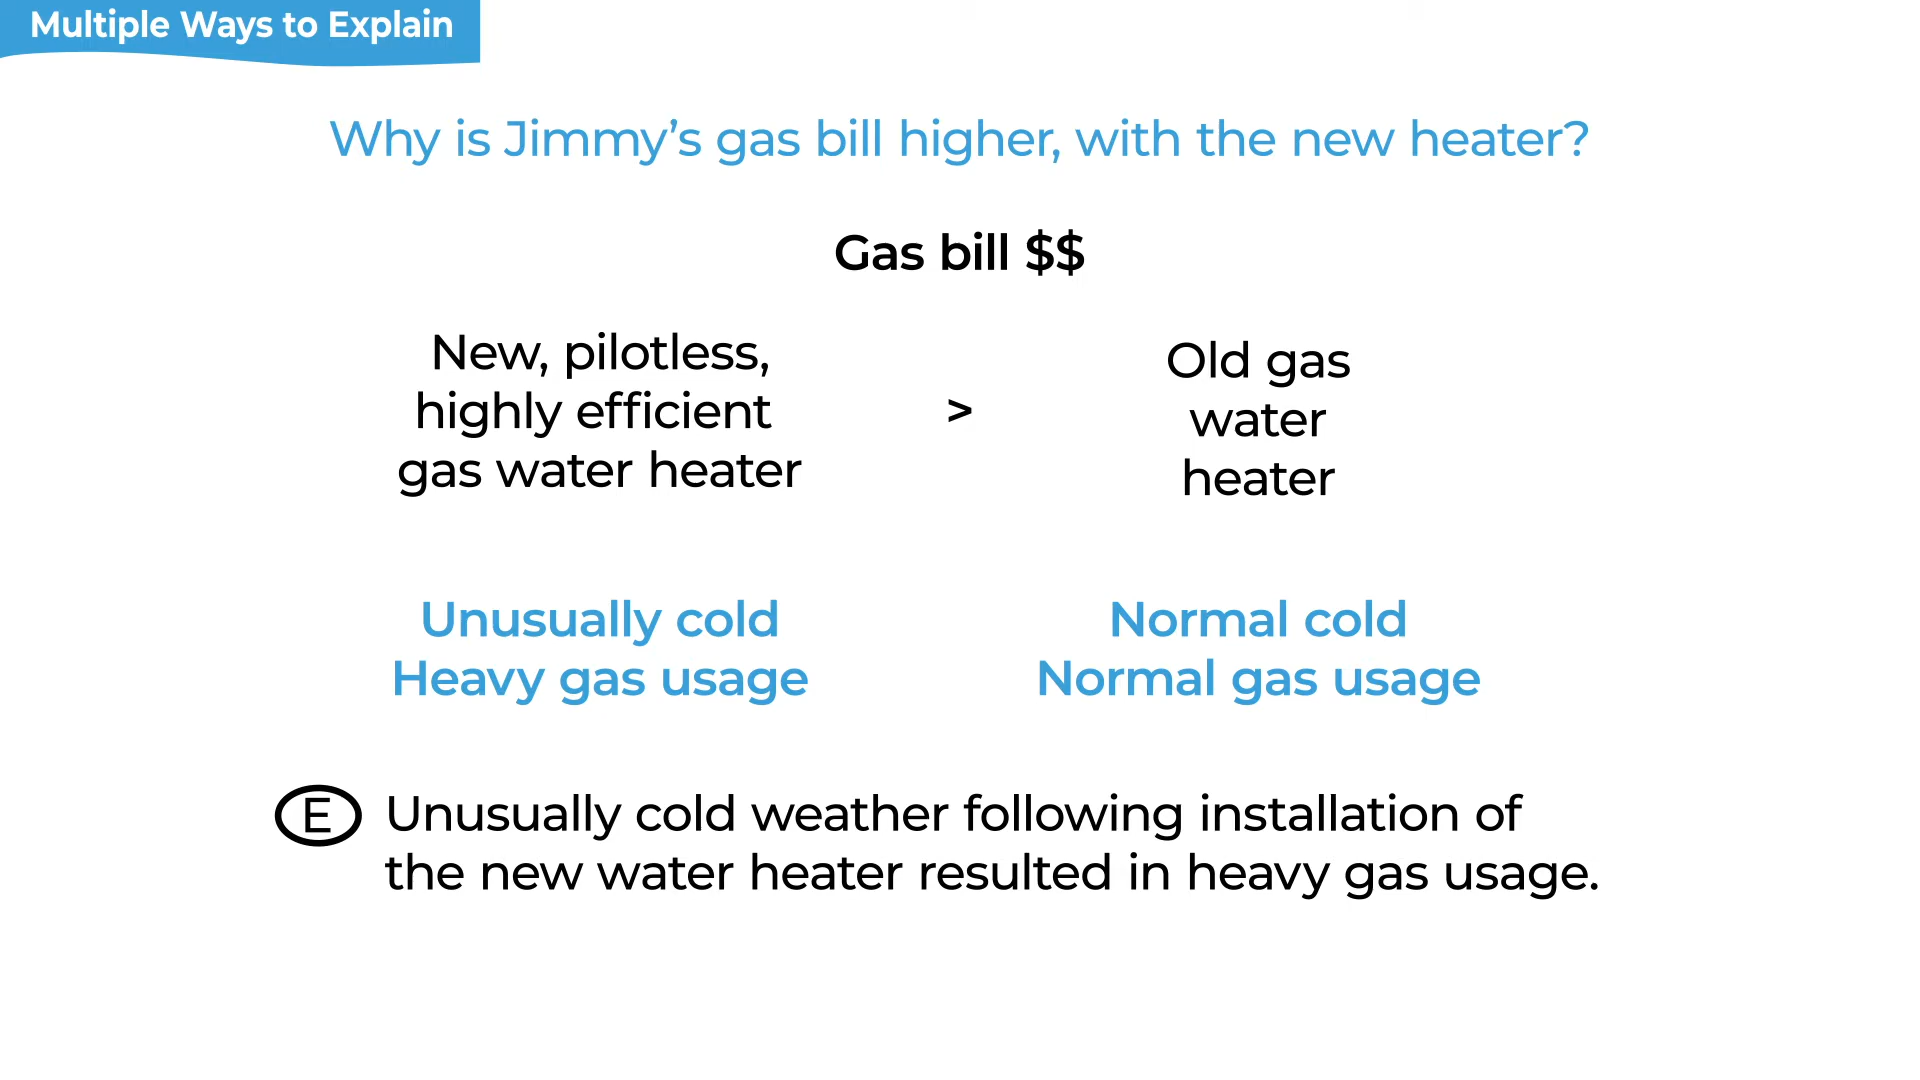 Multiple Ways to Explain
Why is Jimmy’s gas bill higher, with the new heater?
Gas bill $$
New, pilotless,
highly efficient
gas water heater
>
Old gas
water
heater
Unusually cold
Heavy gas usage
Normal cold
Normal gas usage
E Unusually cold weather following installation of
the new water heater resulted in heavy gas usage.